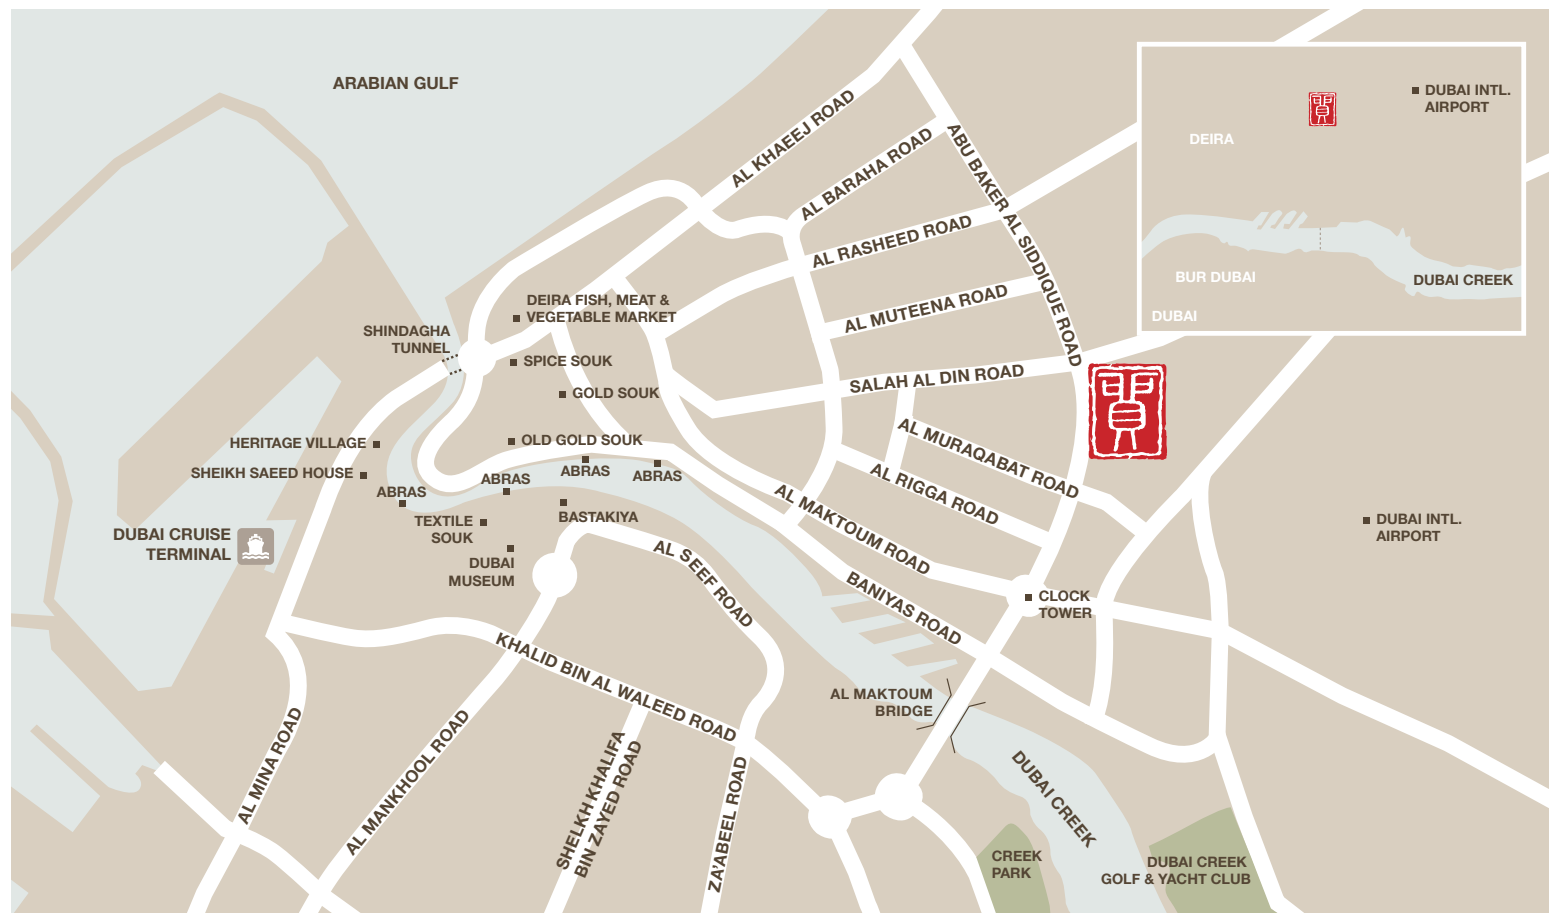 ARABIAN GULF
AL KHAEEJ ROAD
AL BARAHA ROAD
ABU BAKER AL SIDDIQUE ROAD
AL RASHEED ROAD
AL MUTEENA ROAD
SALAH AL DIN ROAD
DUBAI INTL.
AIRPORT
DEIRA
BUR DUBAI
DUBAI CREEK
DUBAI
DEIRA FISH, MEAT &
VEGETABLE MARKET
SHINDAGHA
TUNNEL
SPICE SOUK
GOLD SOUK
OLD GOLD SOUK
HERITAGE VILLAGE
SHEIKH SAEED HOUSE
ABRAS
ABRAS
ABRAS
ABRAS
TEXTILE
SOUK
BASTAKIYA
DUBAI
MUSEUM
DUBAI CRUISE
TERMINAL
AL MURAQABAT ROAD
AL RIGGA ROAD
AL MAKTOUM ROAD
BANIYAS ROAD
AL SEEF ROAD
CLOCK
TOWER
DUBAI INTL.
AIRPORT
KHALID BIN AL WALEED ROAD
AL MAKTOUM
BRIDGE
AL MINA ROAD
AL MANKHOOL ROAD
SHELKH KHALIFA
BIN ZAYED ROAD
ZA'ABEEL ROAD
DUBAI CREEK
CREEK
PARK
DUBAI CREEK
GOLF & YACHT CLUB